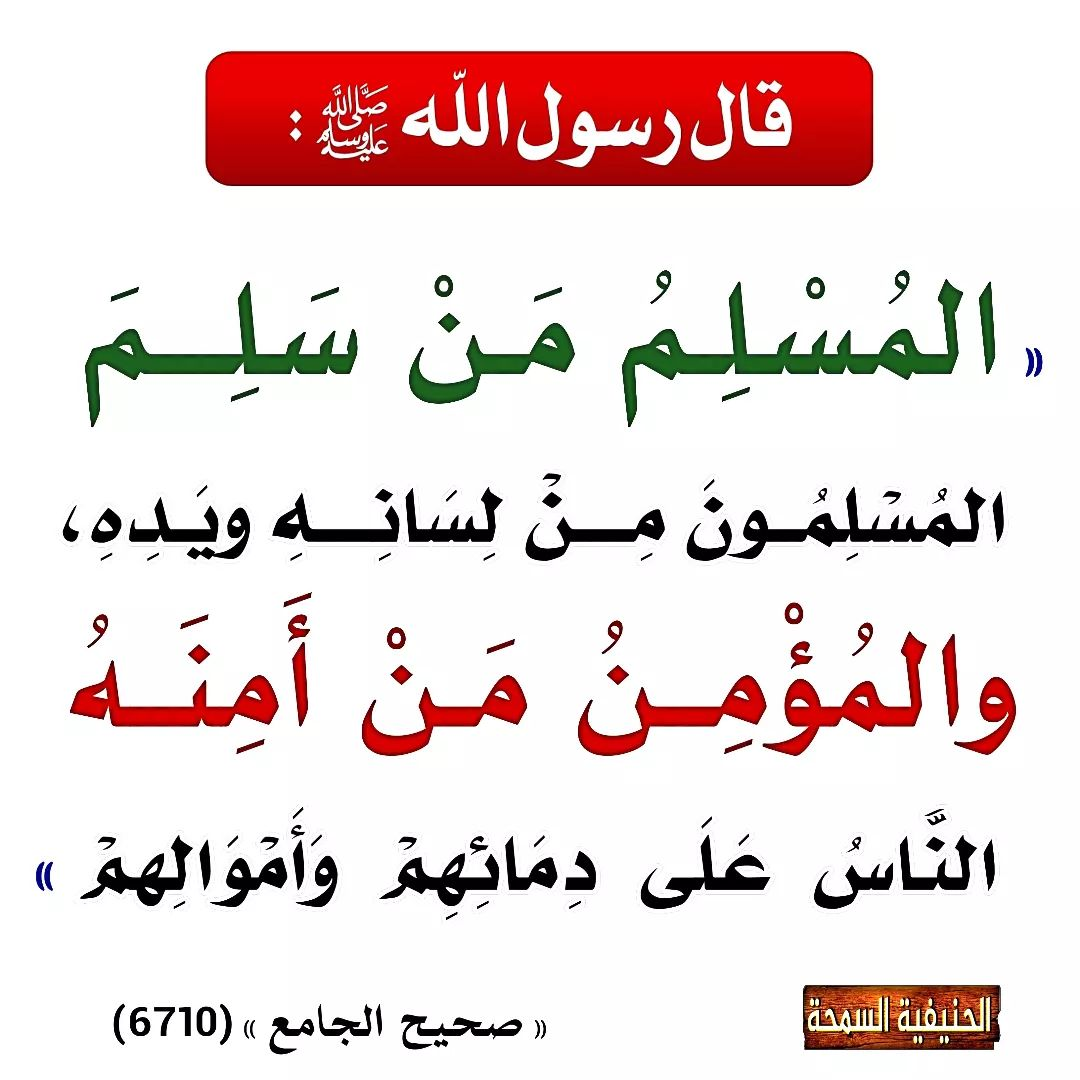 قال رسول الله ﷺ :
« المُسْلِمُ مَنْ سَلِمَ
المُسْلِمُونَ مِنْ لِسَانِهِ ويَدِهِ،
والمُؤْمِنُ مَنْ أَمِنَهُ
النَّاسُ عَلَى دِمَائِهِمْ وَأَمْوَالِهمْ »
« صحيح الجامع » (6710)
الحنيفية السمحة